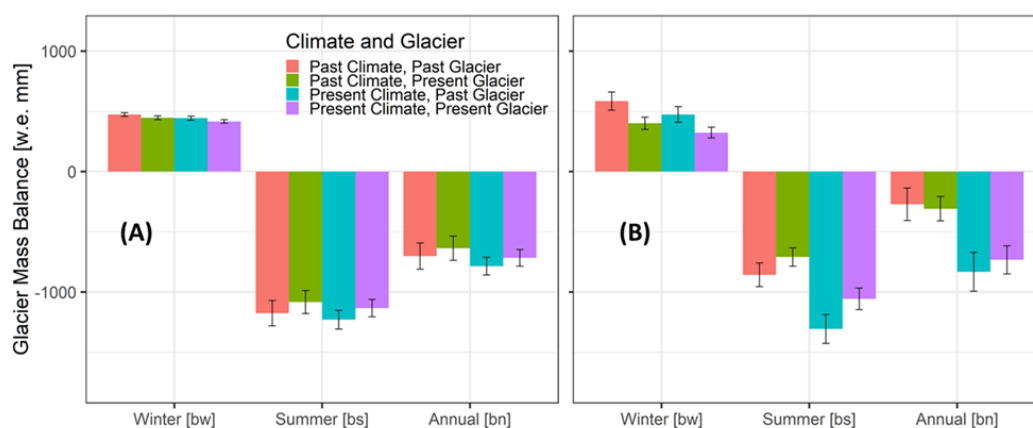 Glacier Mass Balance [w.e. mm]
1000
0
-1000
Climate and Glacier
Past Climate, Past Glacier
Past Climate, Present Glacier
Present Climate, Past Glacier
Present Climate, Present Glacier
(A)
(B)
Winter [bw] Summer [bs] Annual [bn]
Winter [bw] Summer [bs] Annual [bn]